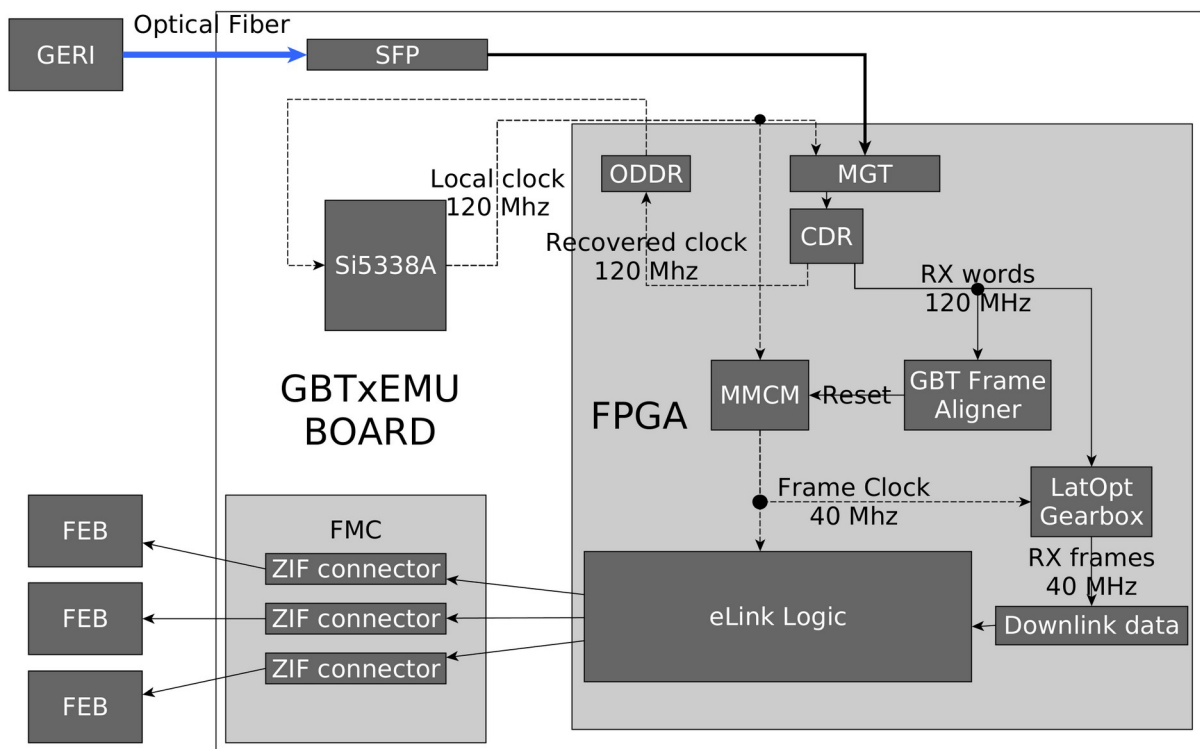 Optical Fiber
GERI
SFP
ODDR
MGT
Local clock
120 Mhz
CDR
Recovered clock
120 Mhz
Si5338A
RX words
120 MHz
GBTxEMU
BOARD
FPGA
MMCM
Reset
GBT Frame
Aligner
Frame Clock
40 Mhz
LatOpt
Gearbox
RX frames
40 MHz
FEB
FMC
ZIF connector
FEB
ZIF connector
eLink Logic
Downlink data
ZIF connector
FEB